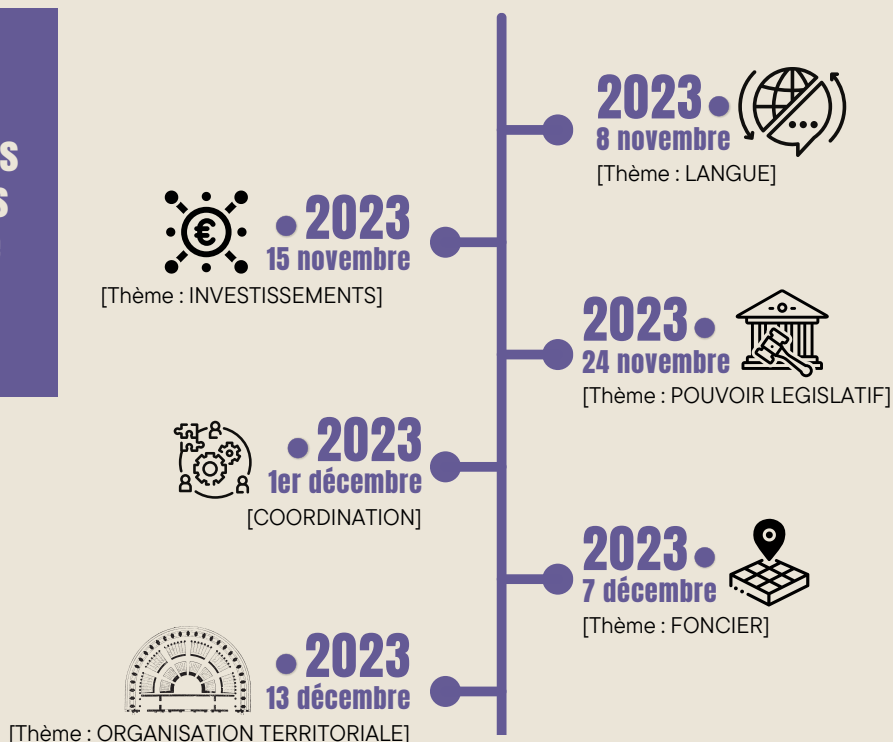 2023
8 novembre
[Thème : LANGUE]
2023
15 novembre
[Thème : INVESTISSEMENTS]
2023
24 novembre
[Thème : POUVOIR LEGISLATIF]
2023
1er décembre
[COORDINATION]
2023
7 décembre
[Thème : FONCIER]
2023
13 décembre
[Thème : ORGANISATION TERRITORIALE]